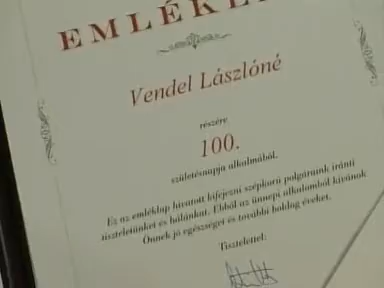 EMLÉKL
Vendel Lászlóné
részére
100.
születésnapja alkalmából.
Ez az emléklap hivatott kifejezni szépkorú polgárunk iránti
tiszteletünket és hálánkat. Ebből az ünnepi alkalomból kívánok
Önnek jó egészséget és további boldog éveket.
Tisztelettel: